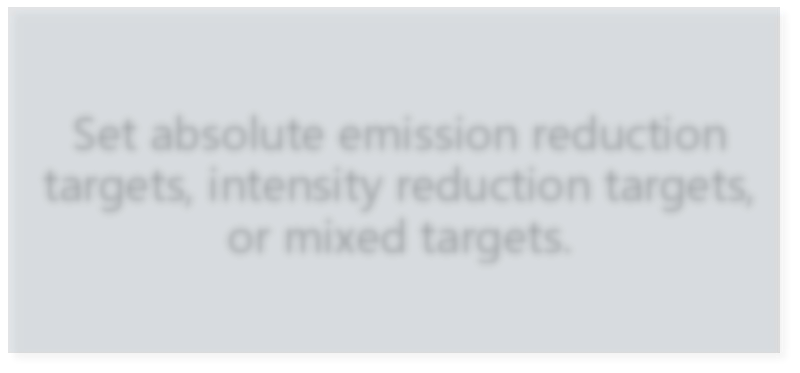 Set absolute emission reduction
targets, intensity reduction targets,
or mixed targets.